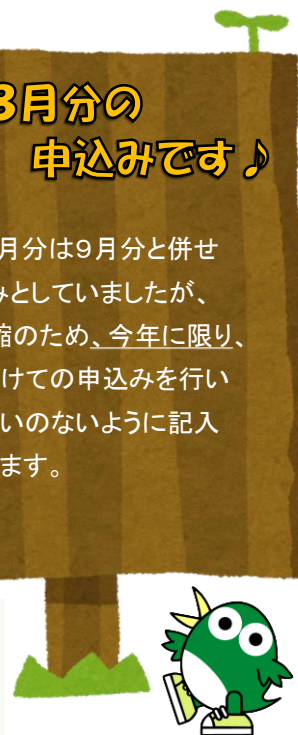 8月分の
申込みです♪
月分は９月分と併せ
みとしていましたが、
縮のため、今年に限り、
けての申込みを行い
いのないように記入
ます。